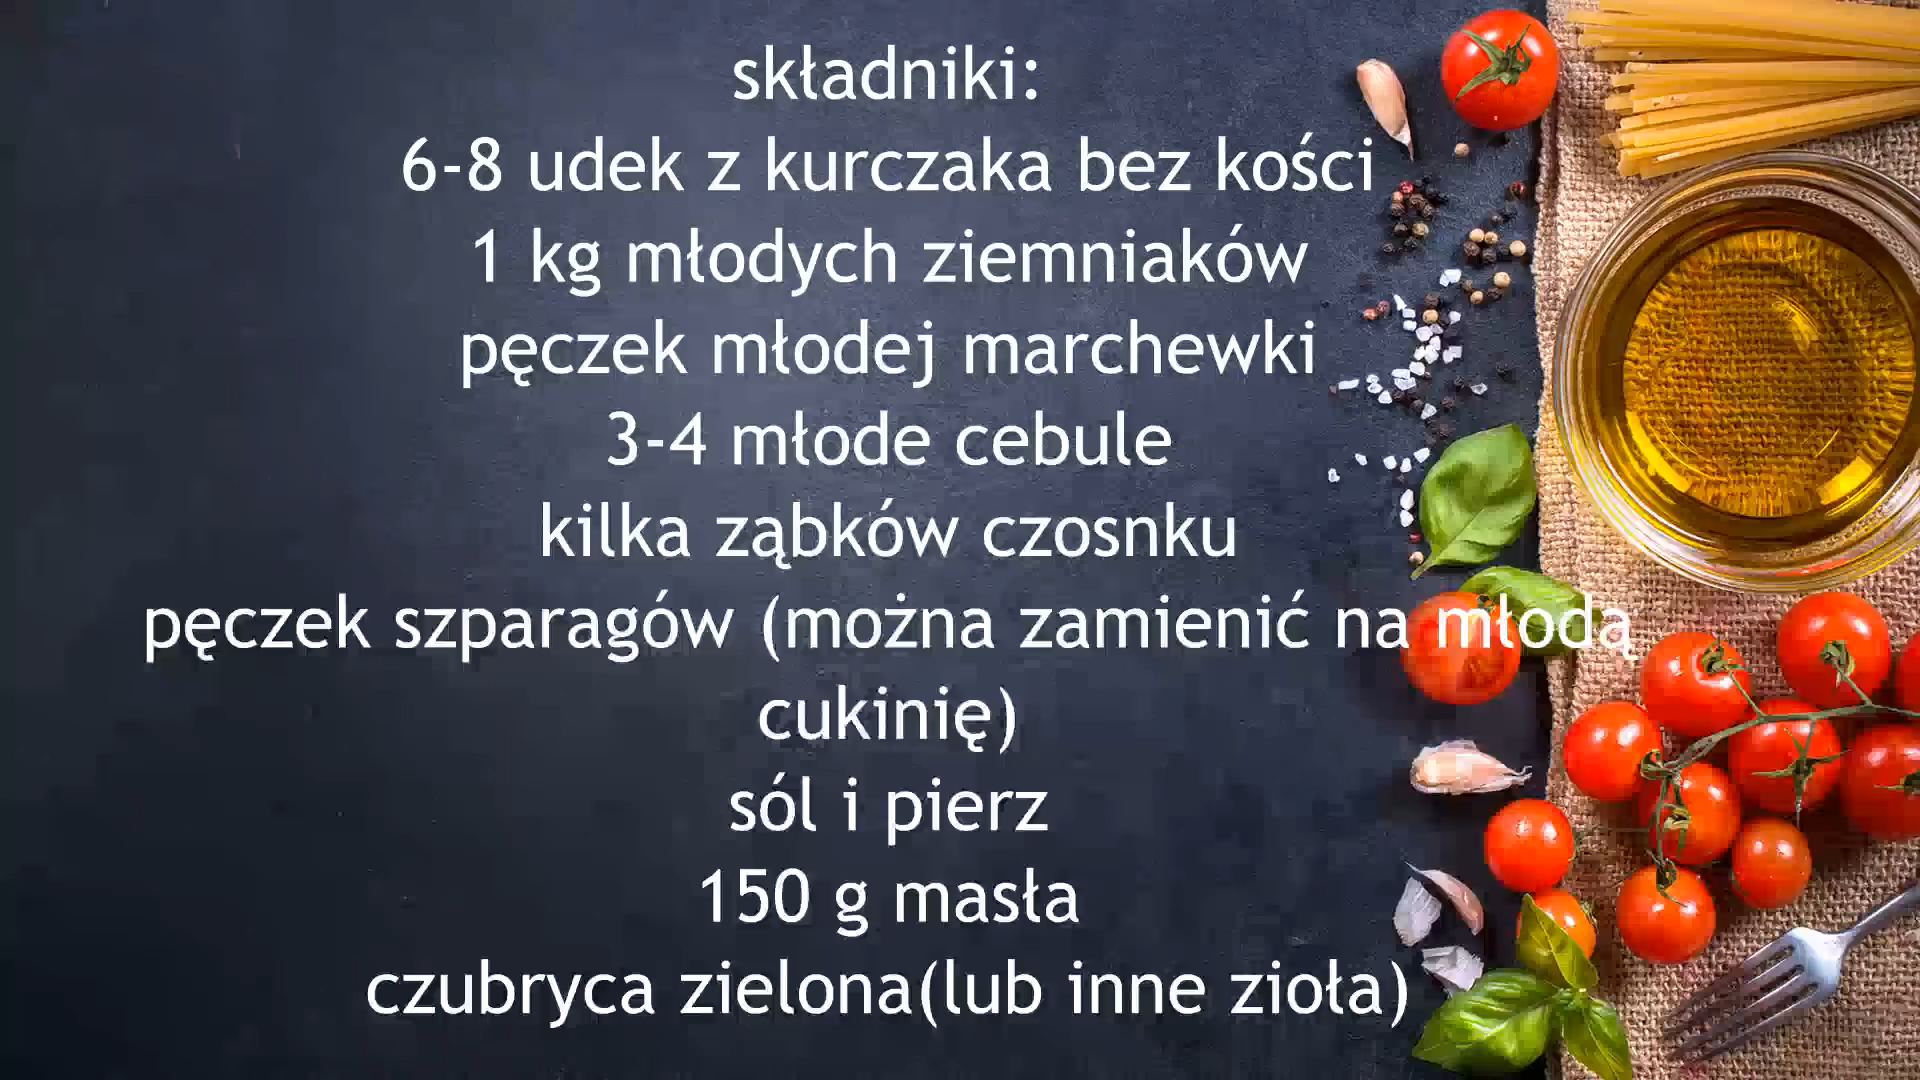 składniki:
6-8 udek z kurczaka bez kości
1 kg młodych ziemniaków
pęczek młodej marchewki
3-4 młode cebule
kilka ząbków czosnku
pęczek szparagów (można zamienić na młodą
cukinię)
sól i pierz
150 g masła
czubryca zielona(lub inne zioła)